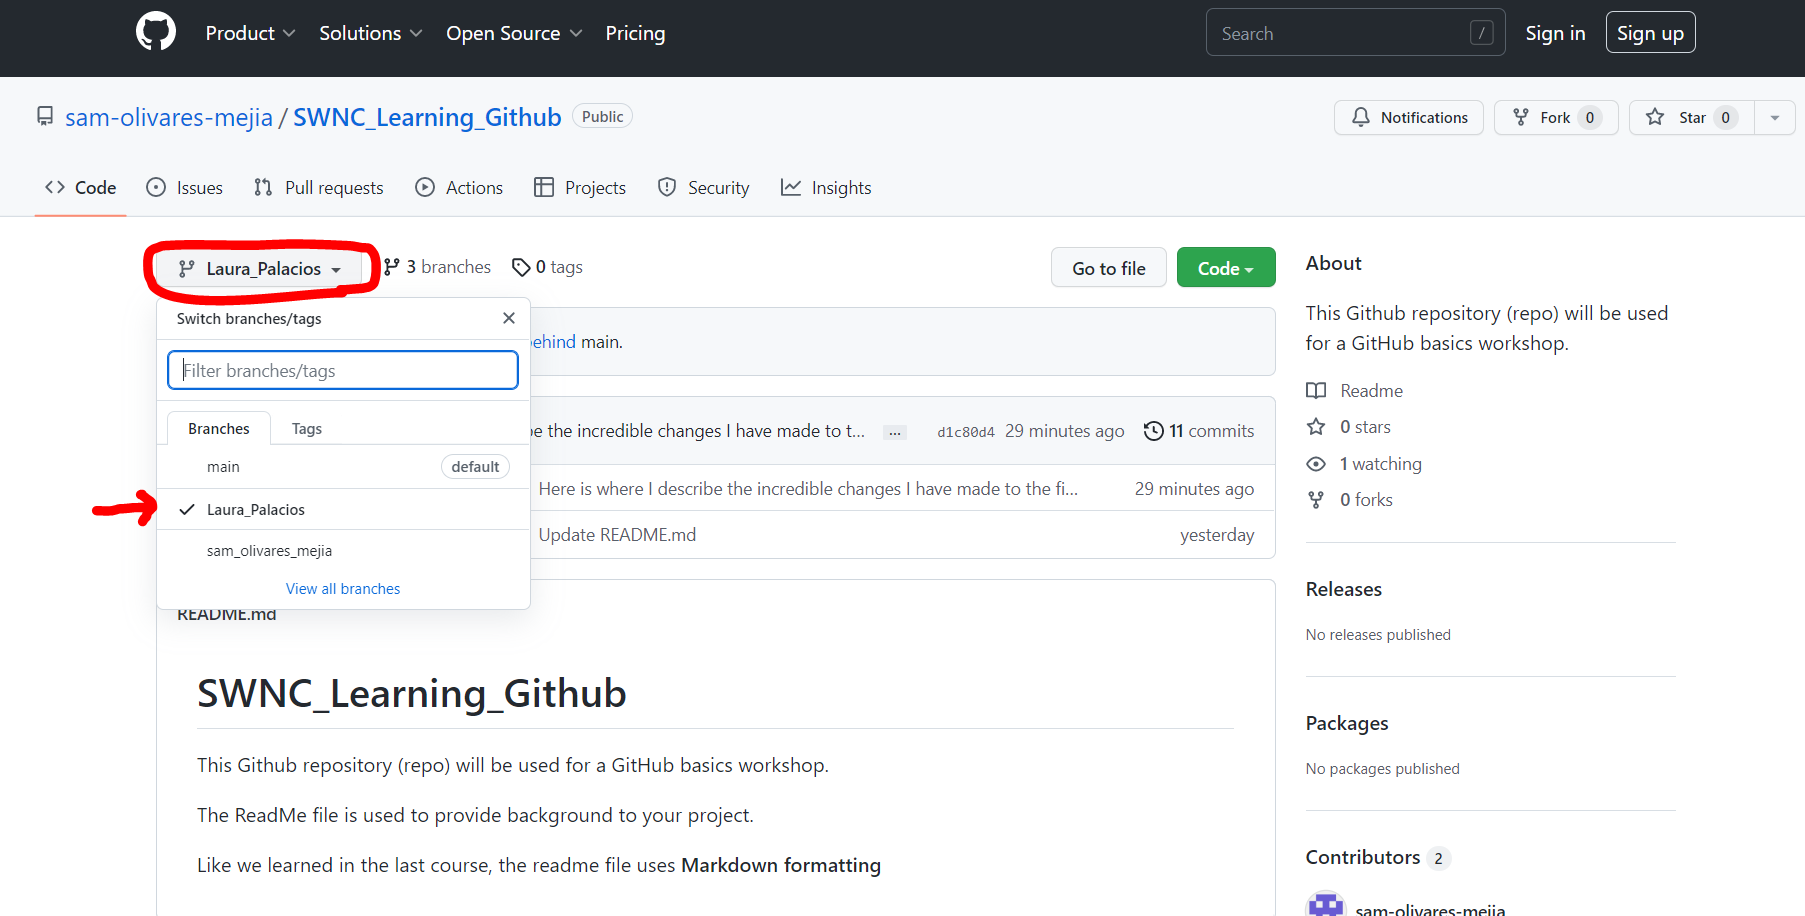 Product Solutions Open Source Pricing Search / Sign in Sign up
sam-olivares-mejia / SWNC_Learning_Github Public Notifications Fork 0 Star 0
Code Issues Pull requests Actions Projects Security Insights
Laura_Palacios 3 branches 0 tags Go to file Code
Switch branches/tags
behind main.
Filter branches/tags
Branches Tags
be the incredible changes I have made to t... ... d1c80d4 29 minutes ago 11 commits
main default
Here is where I describe the incredible changes I have made to the fi... 29 minutes ago
Laura_Palacios
Update README.md yesterday
sam_olivares_mejia
View all branches
README.md
SWNC_Learning_Github
This Github repository (repo) will be used for a GitHub basics workshop.
The ReadMe file is used to provide background to your project.
Like we learned in the last course, the readme file uses Markdown formatting
About
This Github repository (repo) will be used
for a GitHub basics workshop.
Readme
0 stars
1 watching
0 forks
Releases
No releases published
Packages
No packages published
Contributors 2
sam-olivares-mejia